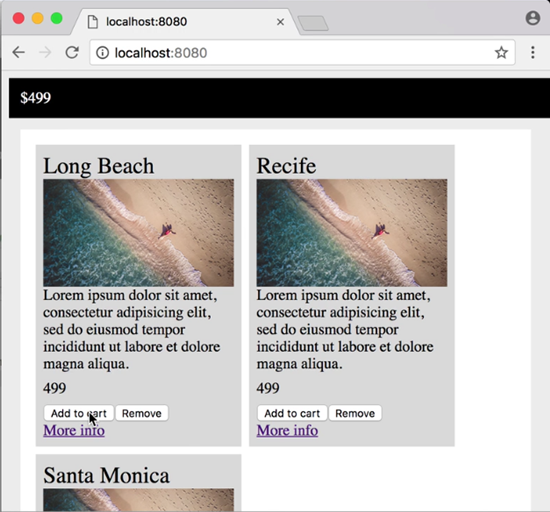 localhost:8080
localhost:8080
$499
Long Beach
Lorem ipsum dolor sit amet,
consectetur adipisicing elit,
sed do eiusmod tempor
incididunt ut labore et dolore
magna aliqua.
499
Add to cart Remove
More info
Recife
Lorem ipsum dolor sit amet,
consectetur adipisicing elit,
sed do eiusmod tempor
incididunt ut labore et dolore
magna aliqua.
499
Add to cart Remove
More info
Santa Monica